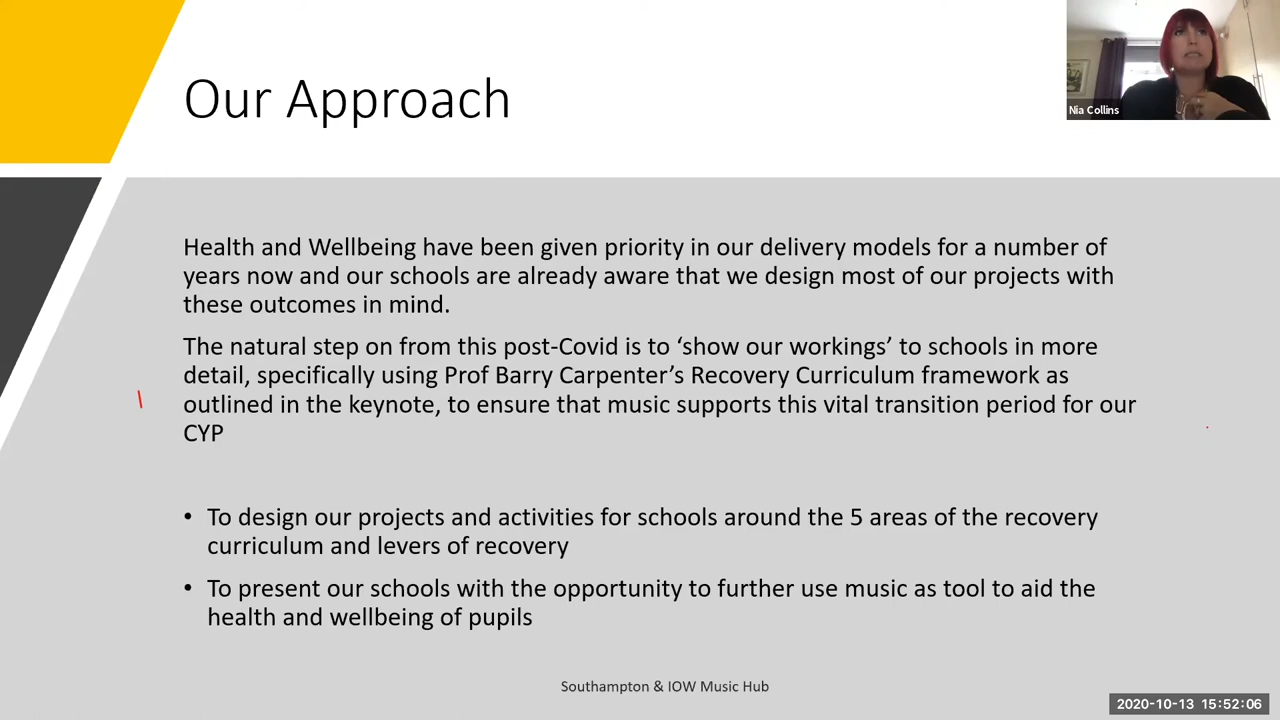 Our Approach
Nia Collins
Health and Wellbeing have been given priority in our delivery models for a number of
years now and our schools are already aware that we design most of our projects with
these outcomes in mind.
The natural step on from this post-Covid is to ‘show our workings’ to schools in more
detail, specifically using Prof Barry Carpenter’s Recovery Curriculum framework as
outlined in the keynote, to ensure that music supports this vital transition period for our
CYP
• To design our projects and activities for schools around the 5 areas of the recovery
curriculum and levers of recovery
• To present our schools with the opportunity to further use music as tool to aid the
health and wellbeing of pupils
Southampton & IOW Music Hub
2020-10-13 15:52:06